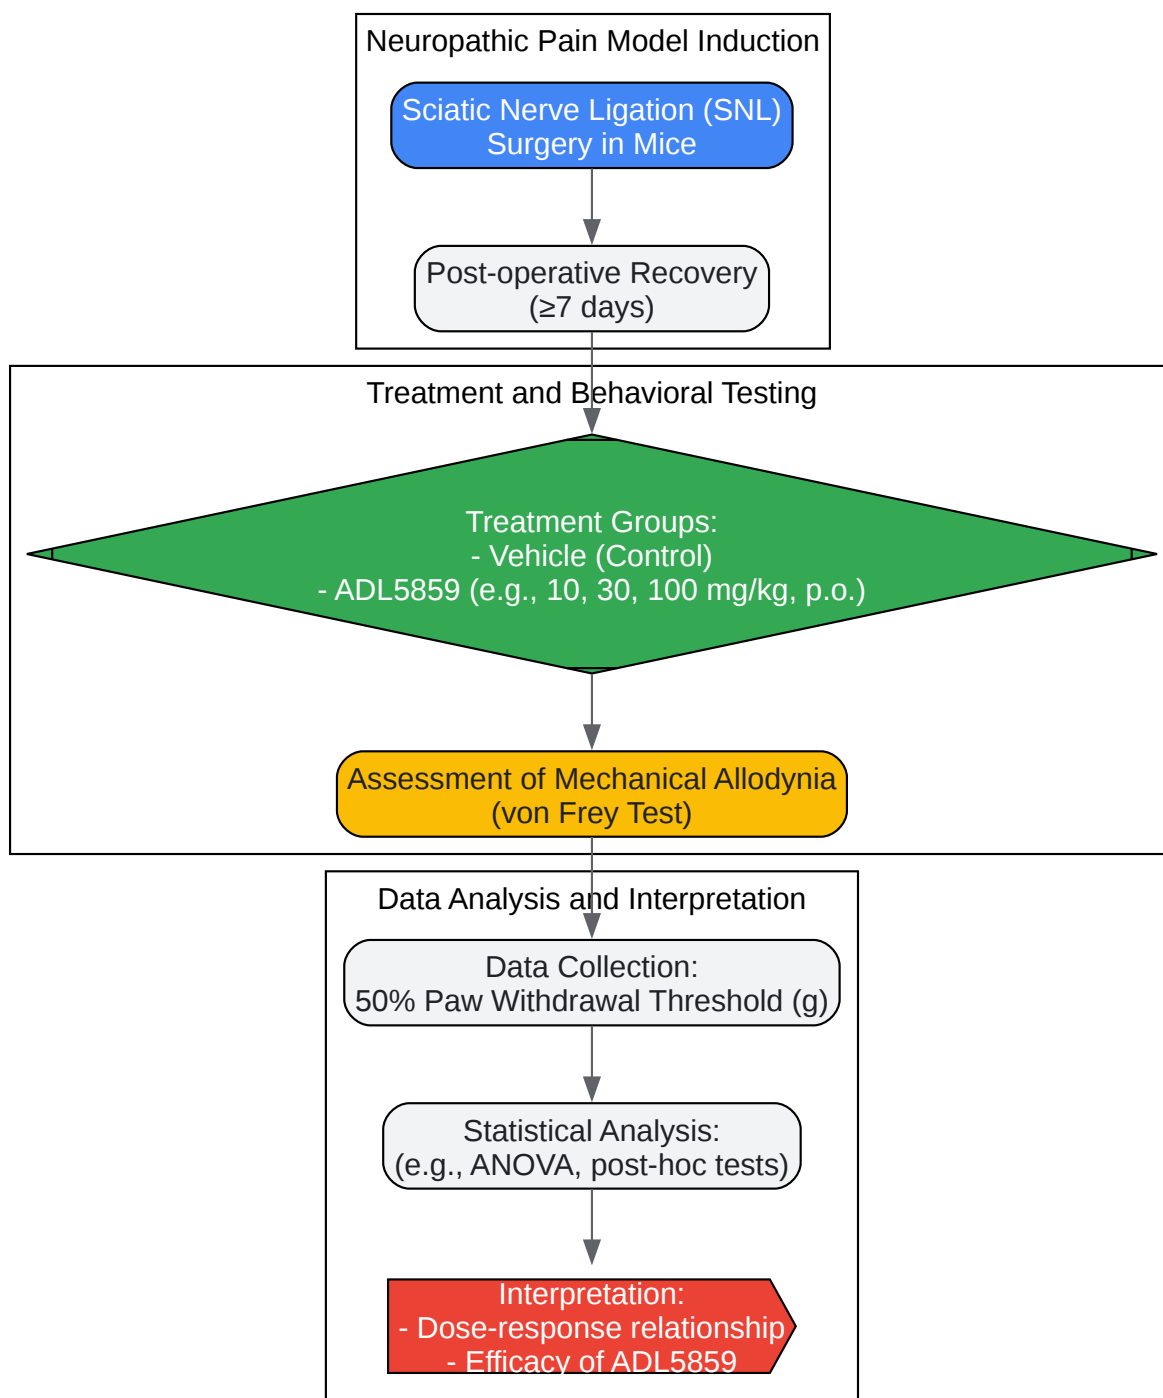 Neuropathic Pain Model Induction
Sciatic Nerve Ligation (SNL)
Surgery in Mice
Post-operative Recovery
(≥7 days)
Treatment and Behavioral Testing
Treatment Groups:
- Vehicle (Control)
- ADL5859 (e.g., 10, 30, 100 mg/kg, p.o.)
Assessment of Mechanical Allodynia
(von Frey Test)
Data Analysis and Interpretation
Data Collection:
50% Paw Withdrawal Threshold (g)
Statistical Analysis:
(e.g., ANOVA, post-hoc tests)
Interpretation:
- Dose-response relationship
- Efficacy of ADL5859